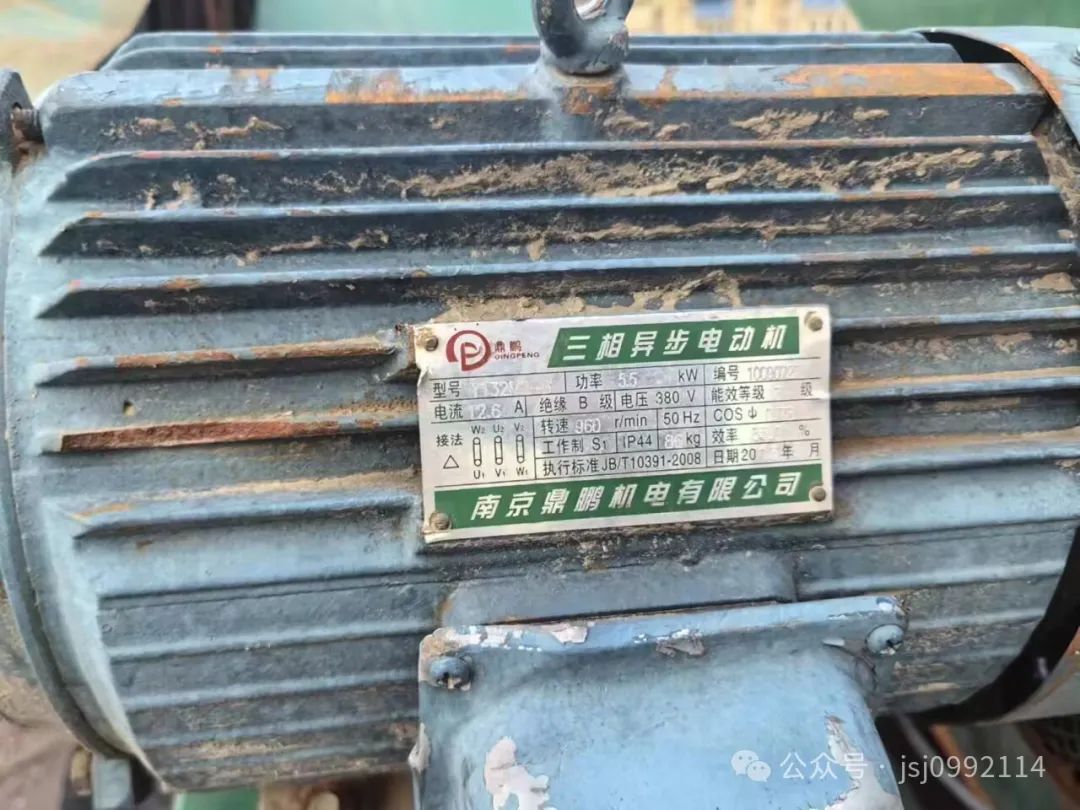 鼎鹏
DINGPENG
三相异步电动机
型号 功率 5.5 kW 编号
电流 12.6 A 绝缘 B 级 电压 380 V 能效等级 级
接法 W2 U2 V2 转速 960 r/min 50 Hz COS Φ
△ 工作制 S1 IP44 kg 效率 %
U1 V1 W1 执行标准 JB/T10391-2008 日期 20 年 月
南京鼎鹏机电有限公司
公众号 · jsj0992114